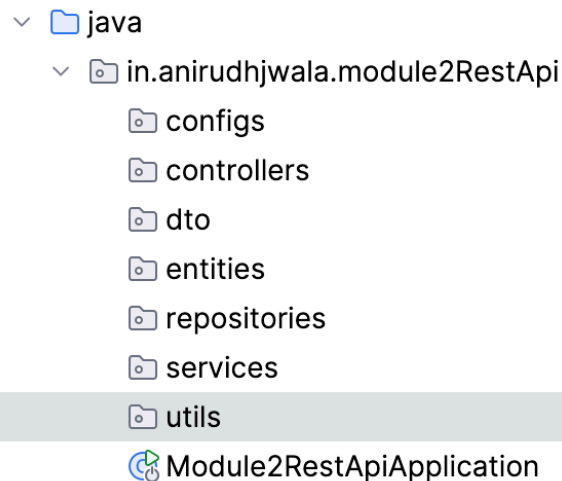 java
in.anirudhjwala.module2RestApi
configs
controllers
dto
entities
repositories
services
utils
Module2RestApiApplication